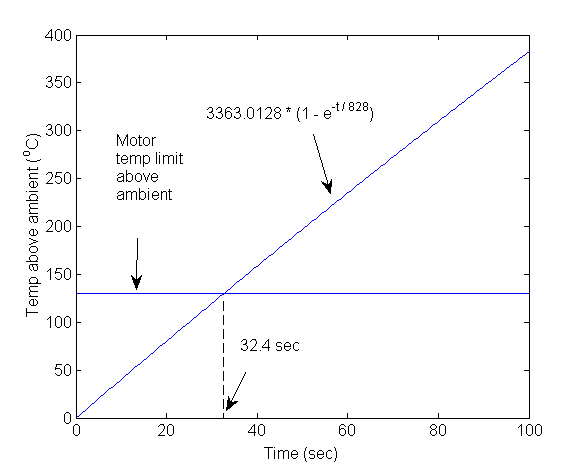 400
350
300
250
200
150
100
50
0
Temp above ambient (⁰C)
3363.0128 * (1 - e^-t / 828)
Motor
temp limit
above
ambient
32.4 sec
0
20
40
60
80
100
Time (sec)